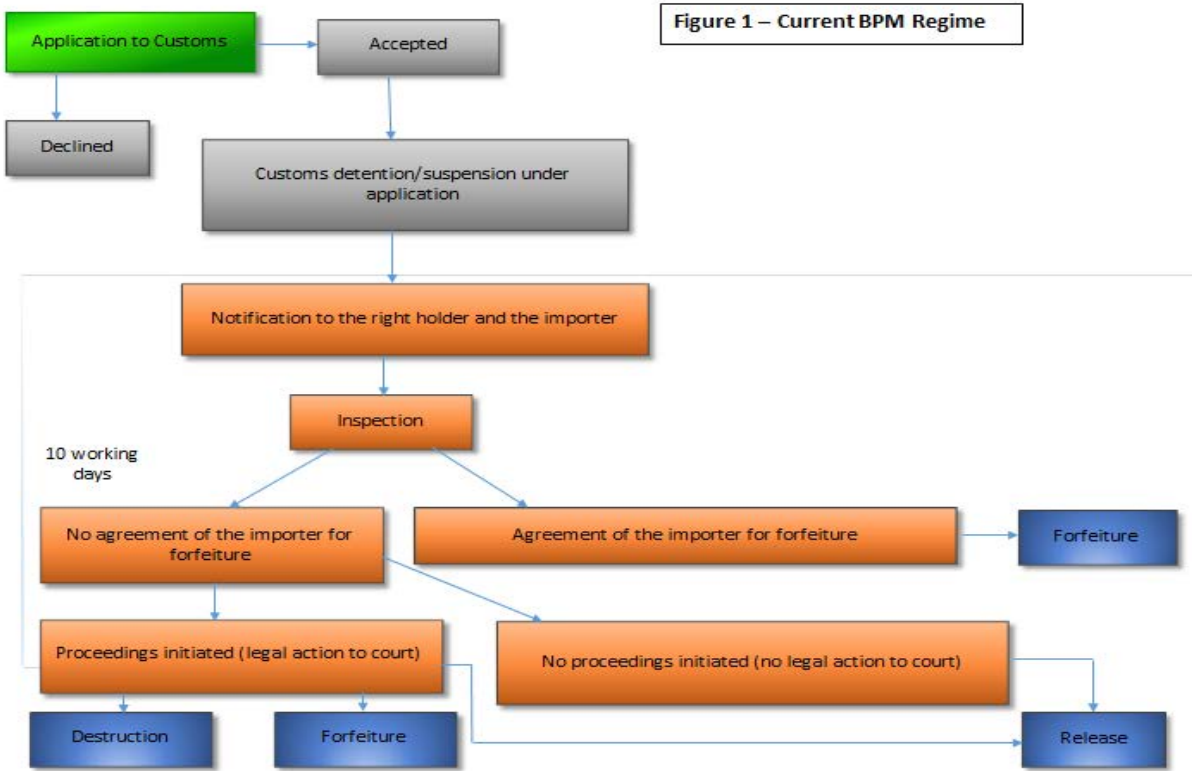 Figure 1 – Current BPM Regime
Application to Customs
Accepted
Declined
Customs detention/suspension under
application
Notification to the right holder and the importer
Inspection
10 working
days
No agreement of the importer for
forfeiture
Agreement of the importer for forfeiture
Forfeiture
Proceedings initiated (legal action to court)
No proceedings initiated (no legal action to court)
Destruction
Forfeiture
Release